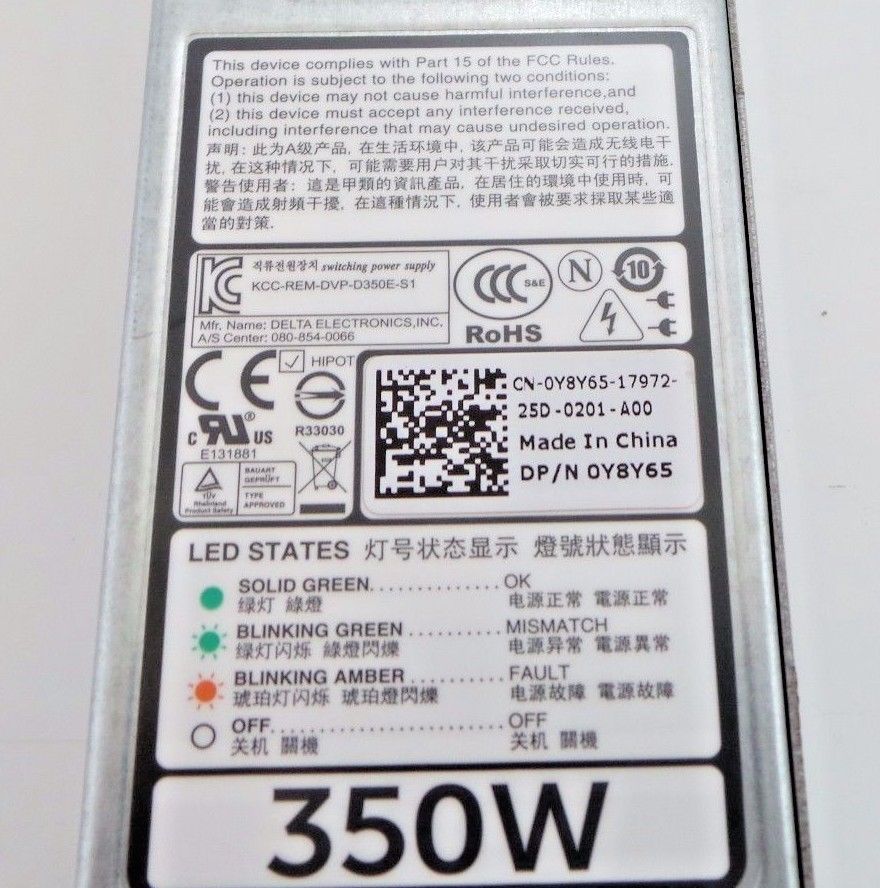 This device complies with Part 15 of the FCC Rules.
Operation is subject to the following two conditions:
(1) this device may not cause harmful interference,and
(2) this device must accept any interference received,
including interference that may cause undesired operation.
声明: 此为A级产品, 在生活环境中, 该产品可能会造成无线电干
扰, 在这种情况下, 可能需要用户对其干扰采取切实可行的措施.
警告使用者: 這是甲類的資訊產品, 在居住的環境中使用時, 可
能會造成射頻干擾, 在這種情況下, 使用者會被要求採取某些適
當的對策.
직류전원장치 switching power supply
KCC-REM-DVP-D350E-S1
Mfr, Name: DELTA ELECTRONICS,INC.
A/S Center: 080-854-0066
CCC S&E
RoHS
N
10
CE
HIPOT
c RU ® US
E131881
R33030
TÜV
Rheinland
Product Safety
BAUART
GEPRÜFT
TYPE
APPROVED
CN-0Y8Y65-17972-
25D-0201-A00
Made In China
DP/N 0Y8Y65
LED STATES 灯号状态显示 燈號狀態顯示
SOLID GREEN............... OK
绿灯 綠燈 电源正常 電源正常
BLINKING GREEN .......... MISMATCH
绿灯闪烁 綠燈閃爍 电源异常 電源異常
BLINKING AMBER .......... FAULT
琥珀灯闪烁 琥珀燈閃爍 电源故障 電源故障
OFF.......................... OFF
关机 關機 关机 關機
350W